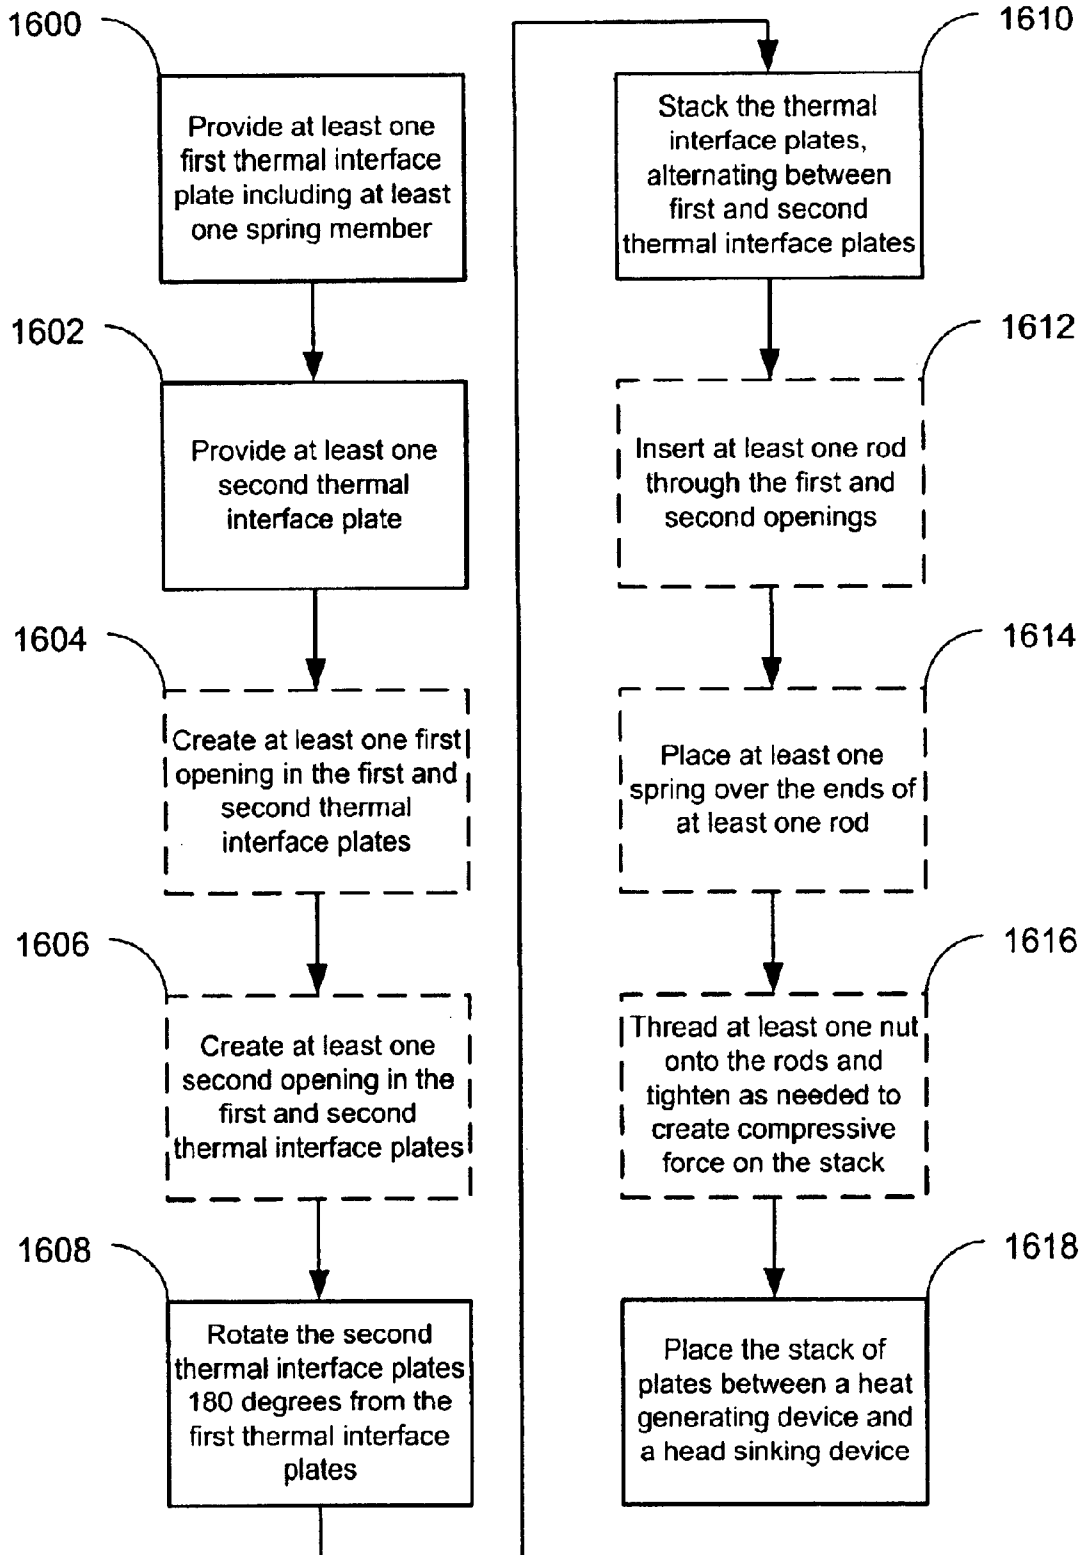 1600
Provide at least one
first thermal interface
plate including at least
one spring member
1602
Provide at least one
second thermal
interface plate
1604
Create at least one first
opening in the first and
second thermal
interface plates
1606
Create at least one
second opening in the
first and second
thermal interface plates
1608
Rotate the second
thermal interface plates
180 degrees from the
first thermal interface
plates
1610
Stack the thermal
interface plates,
alternating between
first and second
thermal interface plates
1612
Insert at least one rod
through the first and
second openings
1614
Place at least one
spring over the ends of
at least one rod
1616
Thread at least one nut
onto the rods and
tighten as needed to
create compressive
force on the stack
1618
Place the stack of
plates between a heat
generating device and
a head sinking device